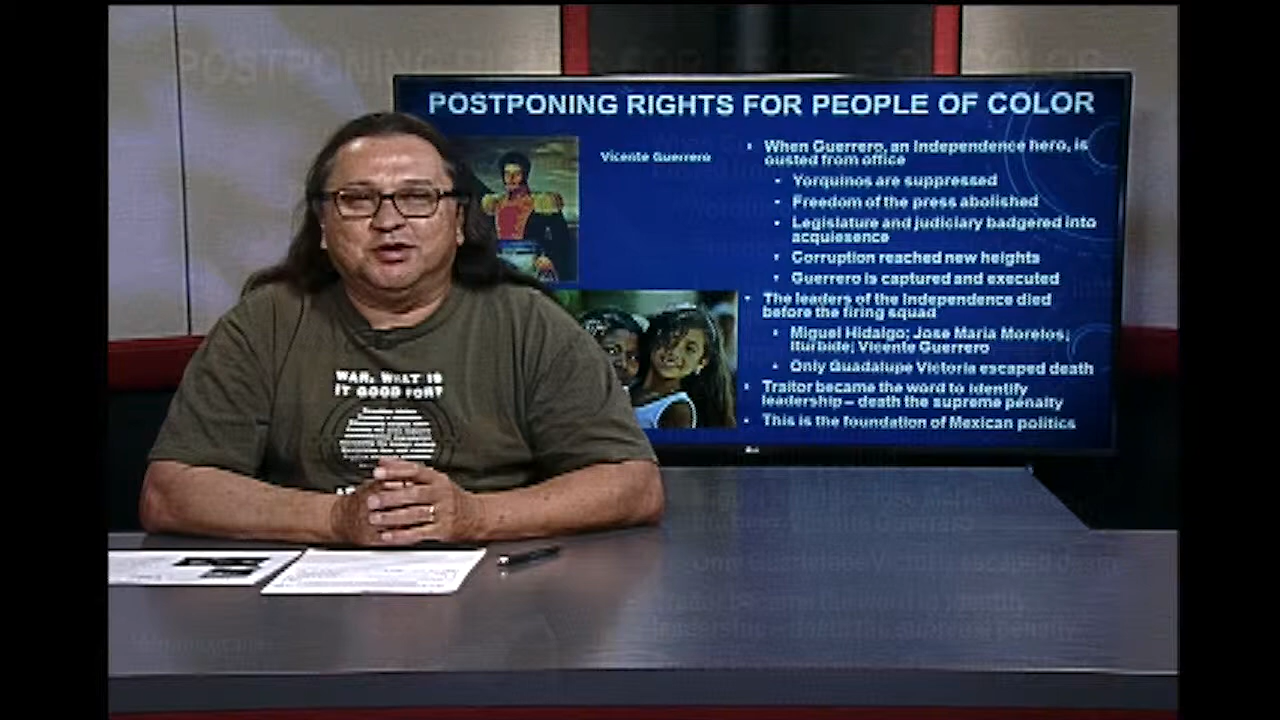 POSTPONING RIGHTS FOR PEOPLE OF COLOR
Vicente Guerrero
• When Guerrero, an Independence hero, is
ousted from office
• Yorquinos are suppressed
• Freedom of the press abolished
• Legislature and judiciary badgered into
acquiesence
• Corruption reached new heights
• Guerrero is captured and executed
• The leaders of the Independence died
before the firing squad
• Miguel Hidalgo; Jose Maria Morelos;
Iturbide; Vicente Guerrero
• Only Guadalupe Victoria escaped death
• Traitor became the word to identify
leadership – death the supreme penalty
• This is the foundation of Mexican politics
WAR, WHAT IS
IT GOOD FOR?